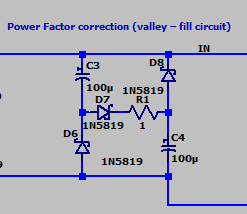 Power Factor correction (valley – fill circuit)
IN
C3
D8
100µ
1N5819
D7
R1
1N5819
1
D6
C4
1N5819
100µ